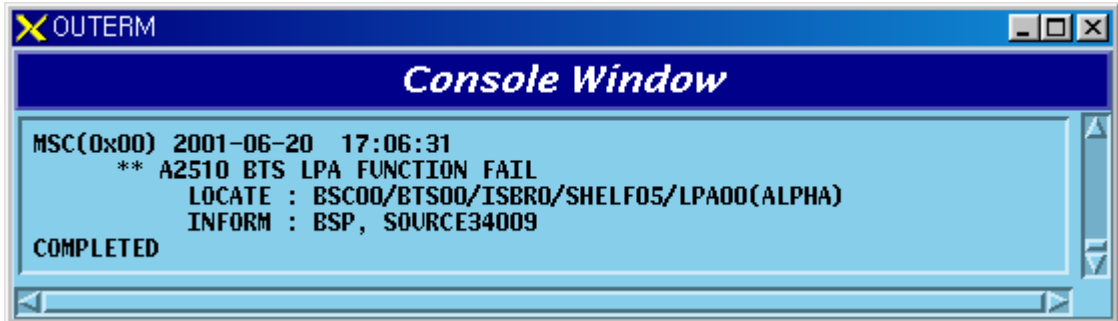 OUTERM
Console Window
MSC(0x00) 2001-06-20 17:06:31
** A2510 BTS LPA FUNCTION FAIL
LOCATE : BSC00/BTS00/ISBR0/SHELF05/LPA00(ALPHA)
INFORM : BSP, SOURCE34009
COMPLETED